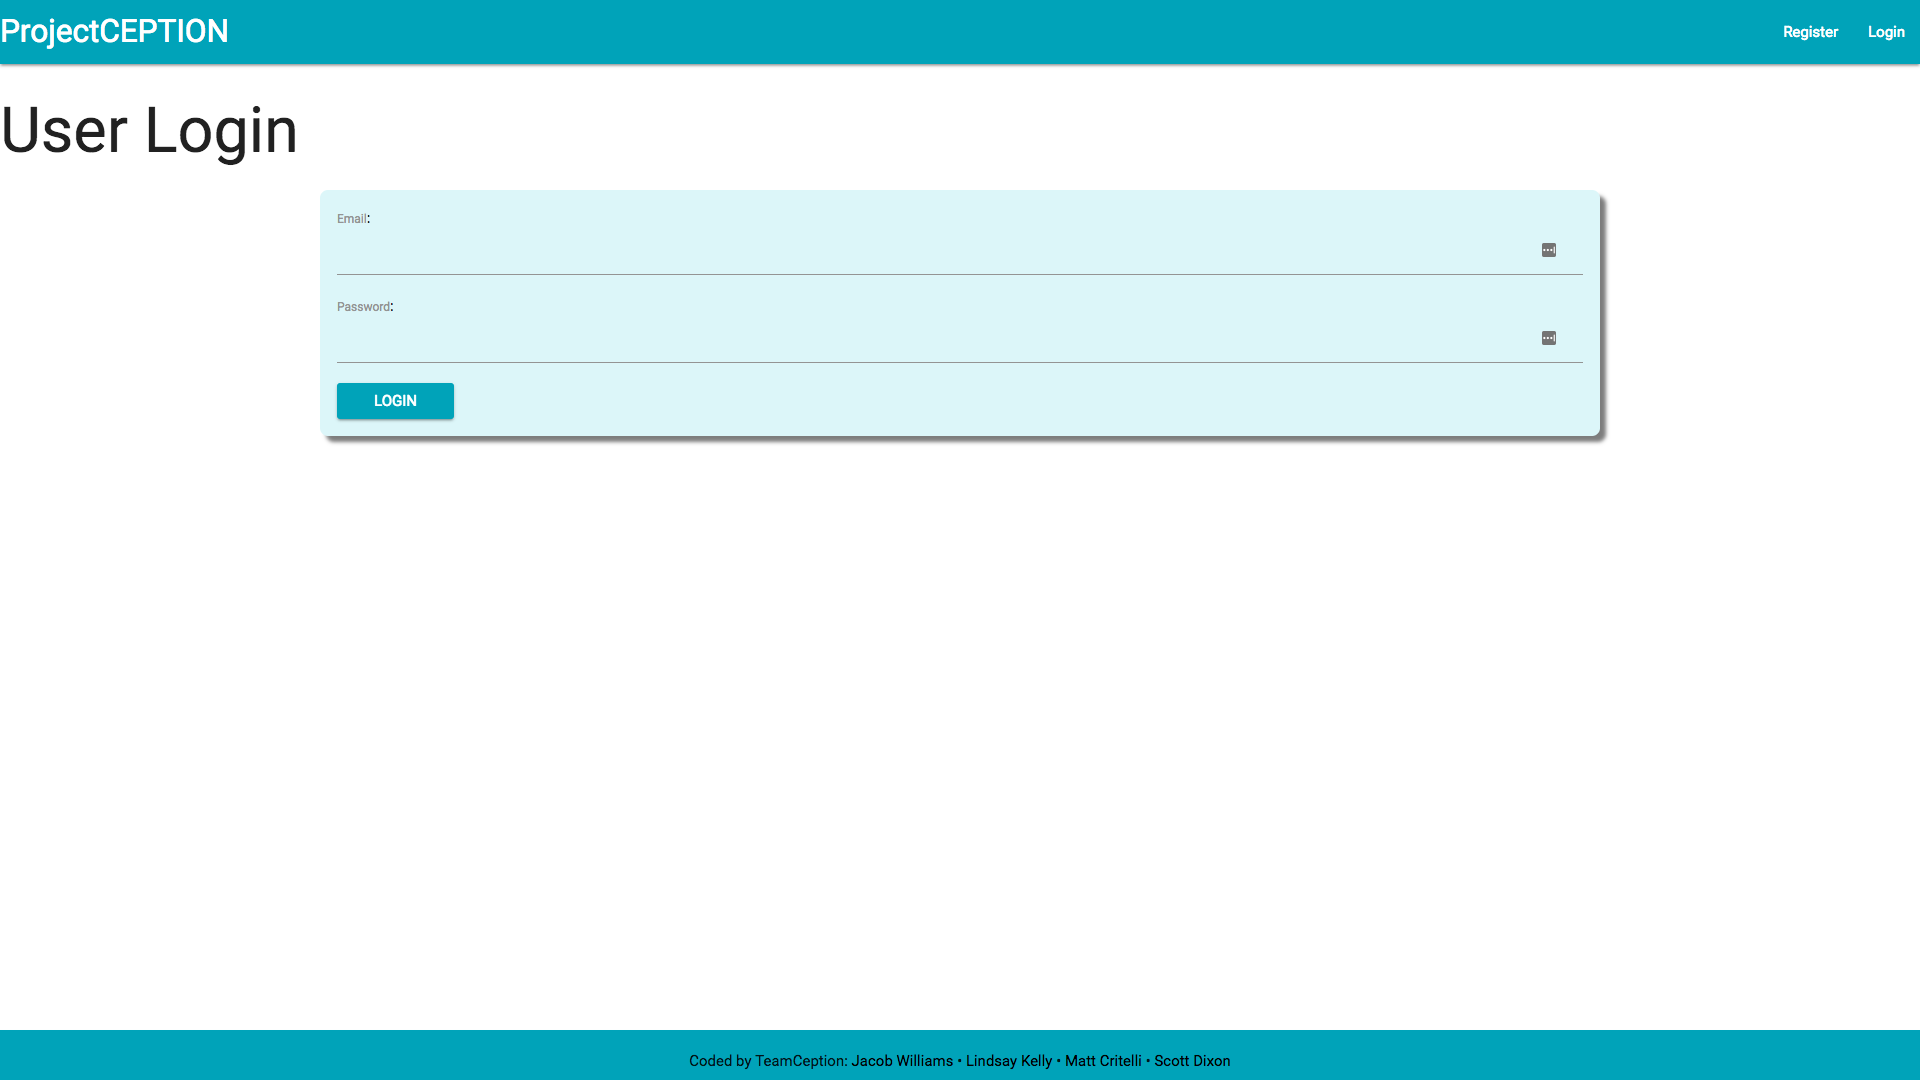 ProjectCEPTION
Register Login
User Login
Email:
Password:
LOGIN
Coded by TeamCeption: Jacob Williams • Lindsay Kelly • Matt Critelli • Scott Dixon